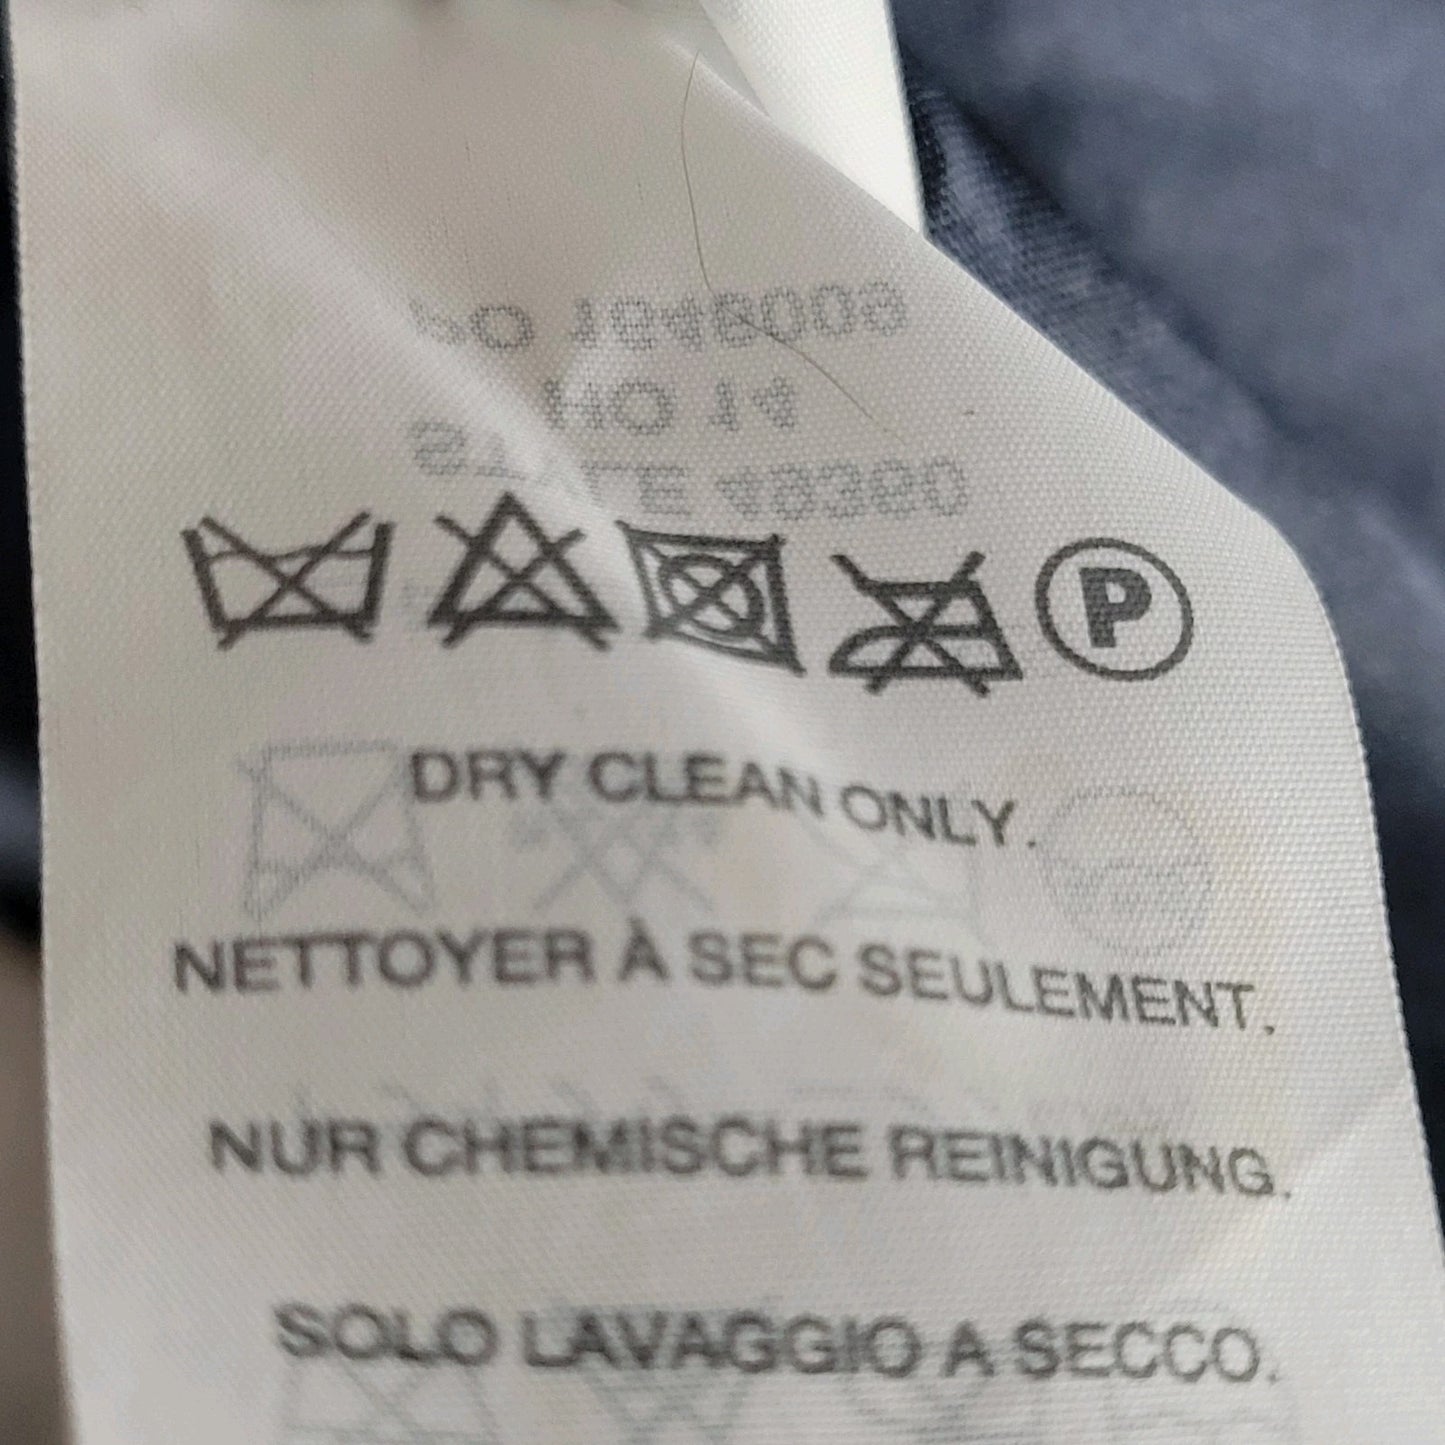 P
DRY CLEAN ONLY.
NETTOYER À SEC SEULEMENT.
NUR CHEMISCHE REINIGUNG.
SOLO LAVAGGIO A SECCO.